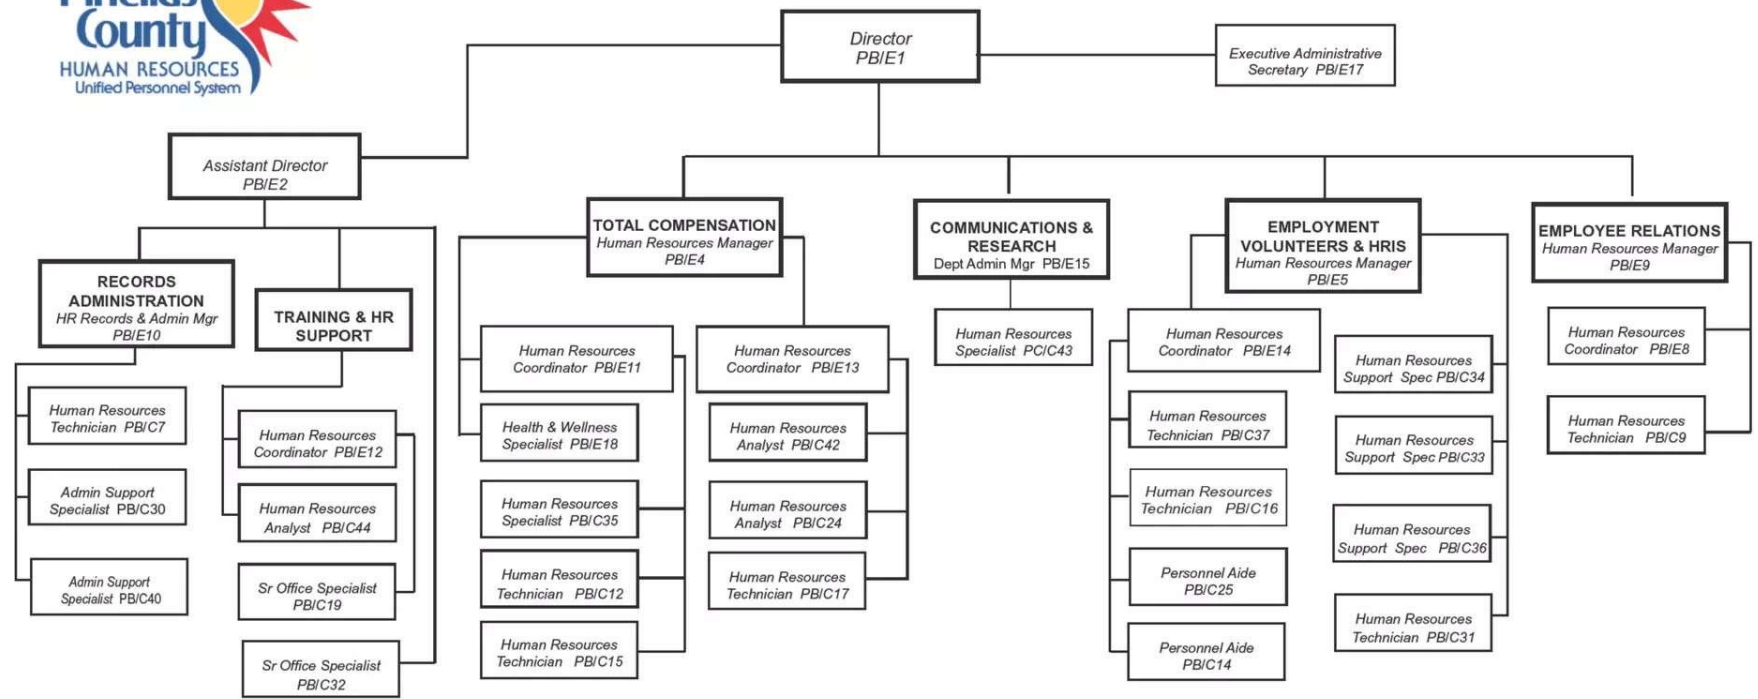 County
HUMAN RESOURCES
Unified Personnel System
Director
PB/E1
Executive Administrative
Secretary PB/E17
Assistant Director
PB/E2
RECORDS
ADMINISTRATION
HR Records & Admin Mgr
PB/E10
Human Resources
Technician PB/C7
Admin Support
Specialist PB/C30
Admin Support
Specialist PB/C40
TRAINING & HR
SUPPORT
Human Resources
Coordinator PB/E12
Human Resources
Analyst PB/C44
Sr Office Specialist
PB/C19
Sr Office Specialist
PB/C32
TOTAL COMPENSATION
Human Resources Manager
PB/E4
Human Resources
Coordinator PB/E11
Health & Wellness
Specialist PB/E18
Human Resources
Specialist PB/C35
Human Resources
Technician PB/C12
Human Resources
Technician PB/C15
Human Resources
Coordinator PB/E13
Human Resources
Analyst PB/C42
Human Resources
Analyst PB/C24
Human Resources
Technician PB/C17
COMMUNICATIONS &
RESEARCH
Dept Admin Mgr PB/E15
Human Resources
Specialist PC/C43
EMPLOYMENT
VOLUNTEERS & HRIS
Human Resources Manager
PB/E5
Human Resources
Coordinator PB/E14
Human Resources
Technician PB/C37
Human Resources
Technician PB/C16
Personnel Aide
PB/C25
Personnel Aide
PB/C14
Human Resources
Support Spec PB/C34
Human Resources
Support Spec PB/C33
Human Resources
Support Spec PB/C36
Human Resources
Technician PB/C31
EMPLOYEE RELATIONS
Human Resources Manager
PB/E9
Human Resources
Coordinator PB/E8
Human Resources
Technician PB/C9